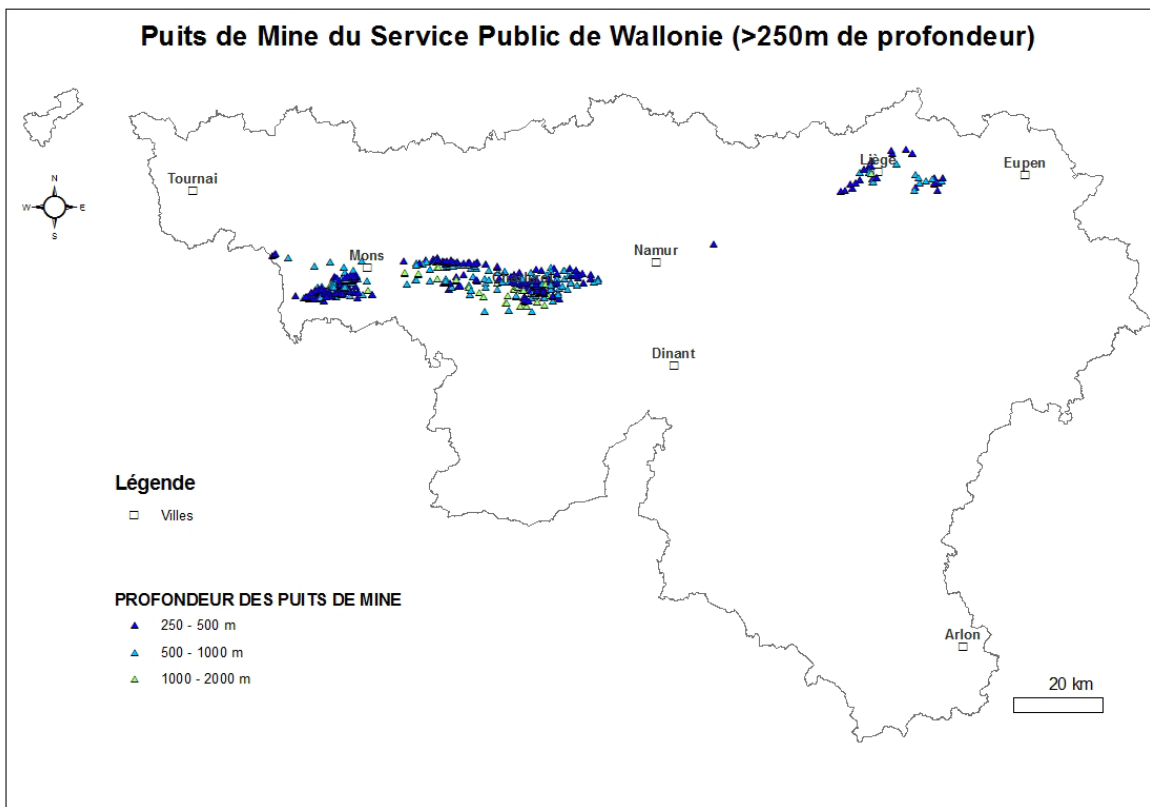 Puits de Mine du Service Public de Wallonie (>250m de profondeur)
N
W
E
S
Tournai
Liège
Eupen
Mons
Namur
Dinant
Légende
Villes
PROFONDEUR DES PUITS DE MINE
250 - 500 m
500 - 1000 m
1000 - 2000 m
Arlon
20 km